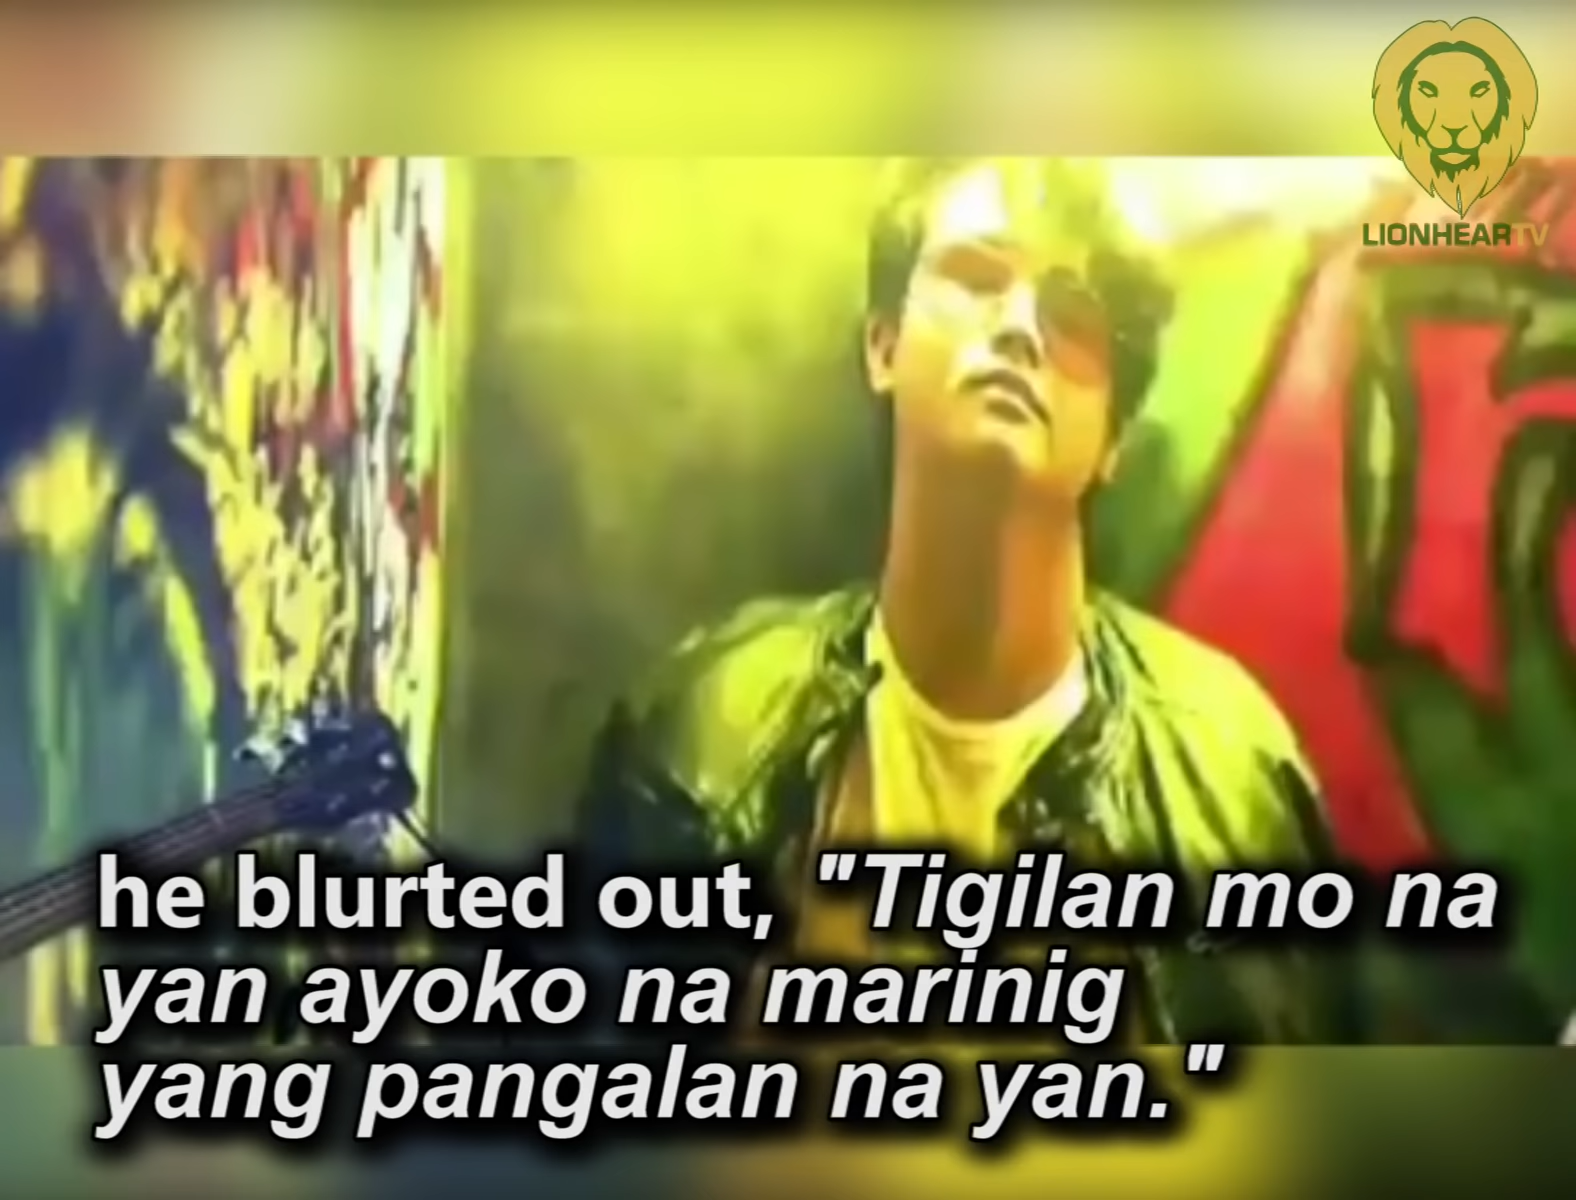 LIONHEARTV
he blurted out, "Tigilan mo na
yan ayoko na marinig
yang pangalan na yan."